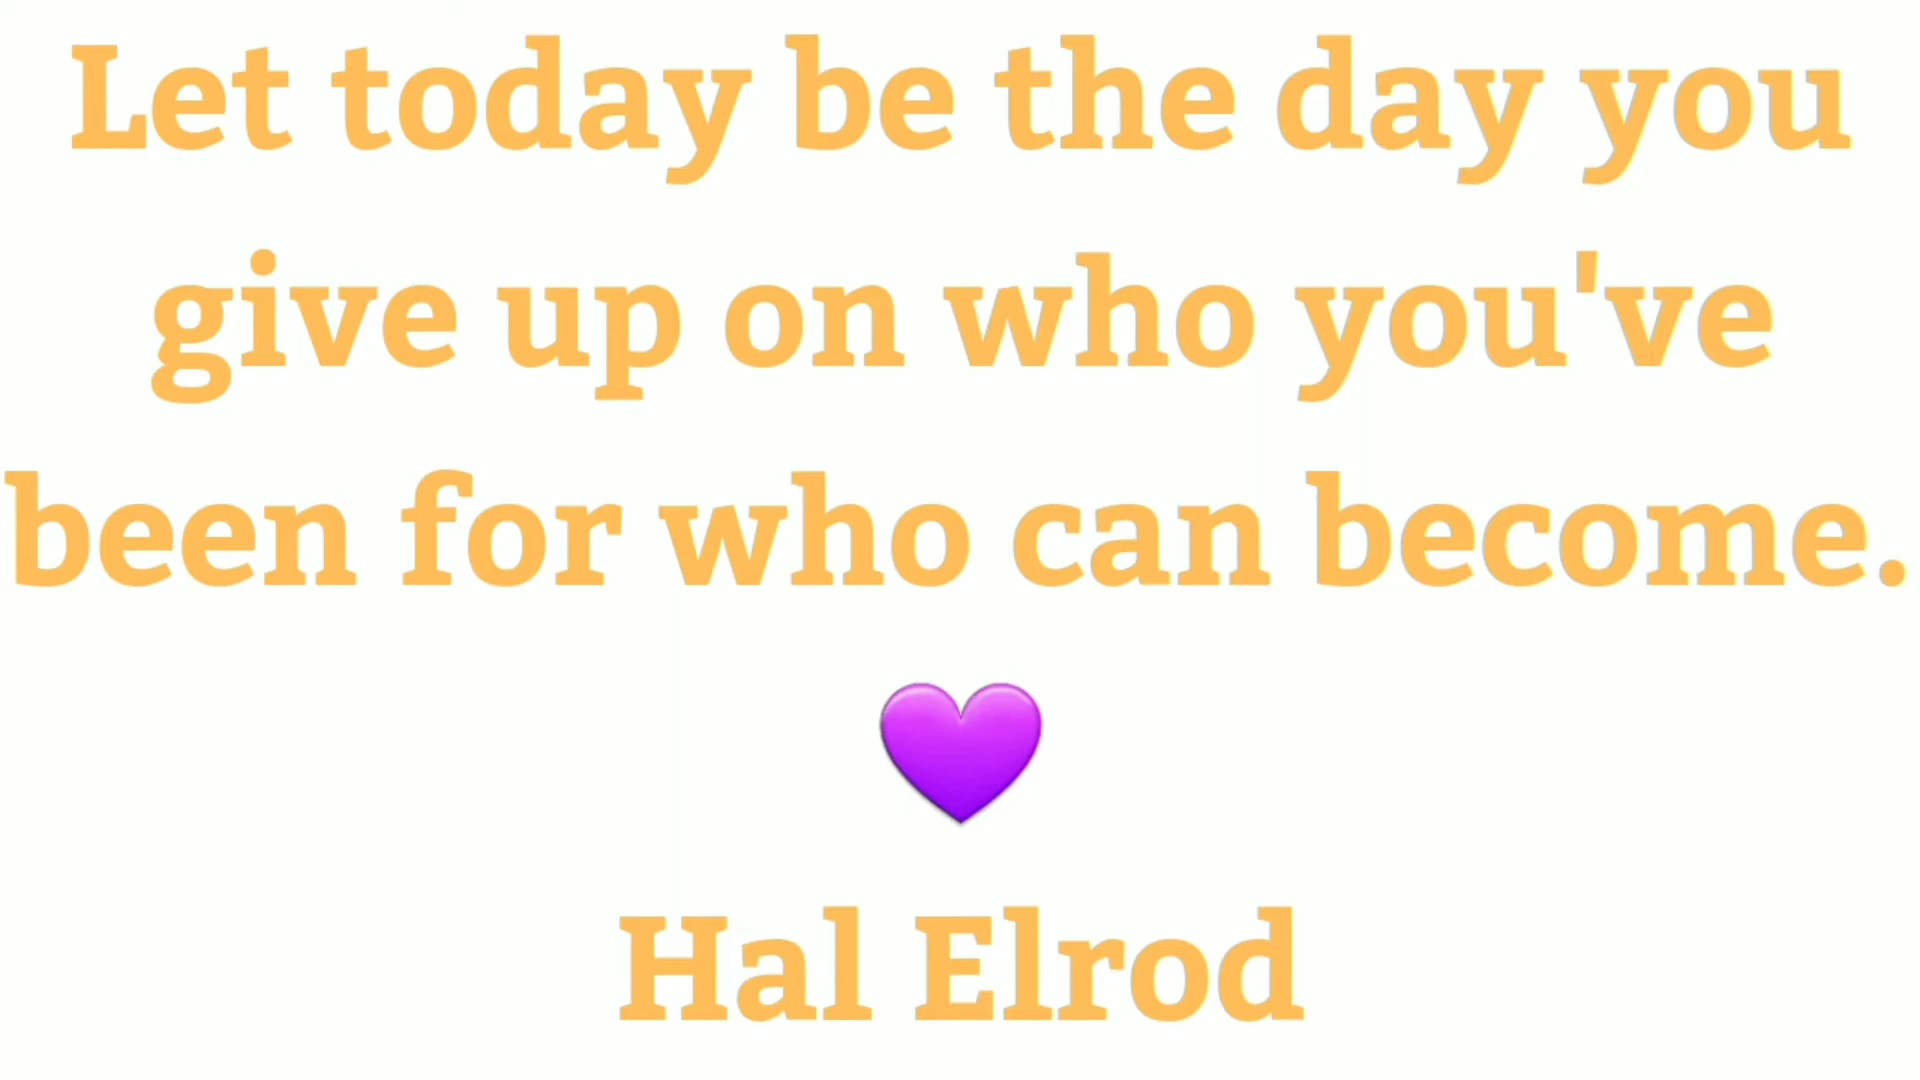 Let today be the day you
give up on who you've
been for who can become.
💜
Hal Elrod